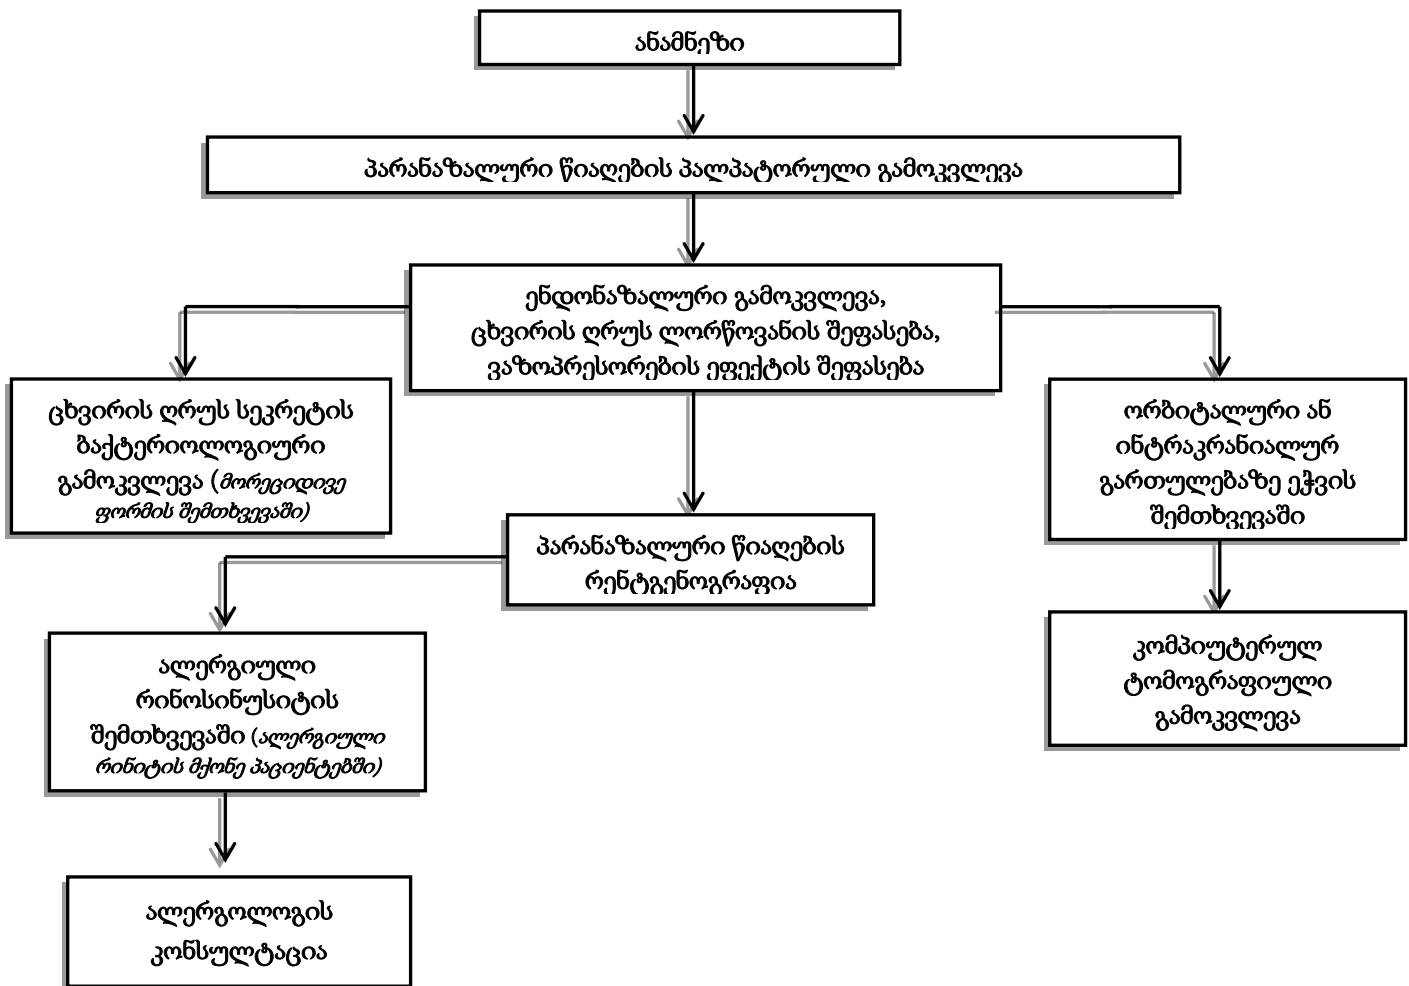 ანამნეზი
პარანაზალური წიაღების პალპატორული გამოკვლევა
ენდონაზალური გამოკვლევა,
ცხვირის ღრუს ლორწოვანის შეფასება,
ვაზოპრესორების ეფექტის შეფასება
ცხვირის ღრუს სეკრეტის
ბაქტერიოლოგიური
გამოკვლევა (მორეციდივე
ფორმის შემთხვევაში)
ორბიტალური ან
ინტრაკრანიალურ
გართულებაზე ეჭვის
შემთხვევაში
პარანაზალური წიაღების
რენტგენოგრაფია
კომპიუტერულ
ტომოგრაფიული
გამოკვლევა
ალერგიული
რინოსინუსიტის
შემთხვევაში (ალერგიული
რინიტის მქონე პაციენტებში)
ალერგოლოგის
კონსულტაცია